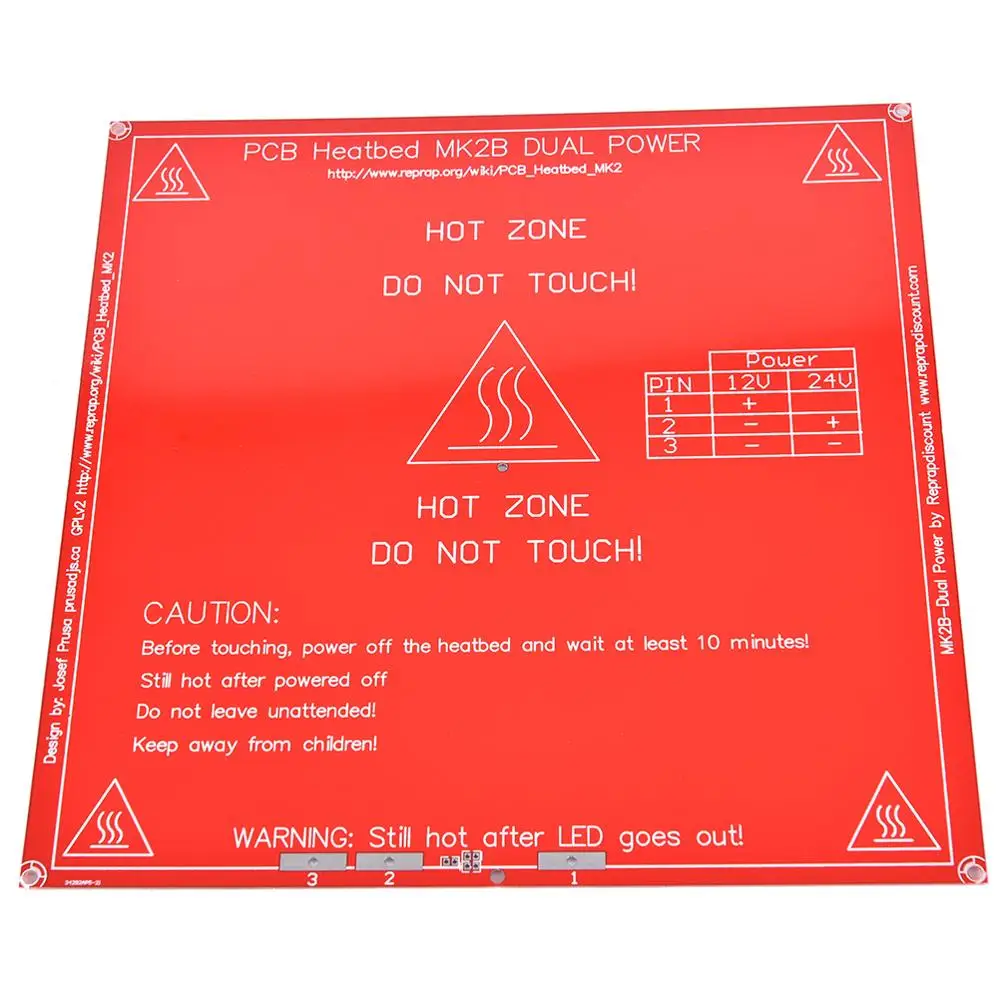 PCB Heatbed MK2B DUAL POWER
http://www.reprap.org/wiki/PCB_Heatbed_MK2
HOT ZONE
DO NOT TOUCH!
Power
PIN 12V 24V
1 +
2 - +
3 - -
HOT ZONE
DO NOT TOUCH!
CAUTION:
Before touching, power off the heatbed and wait at least 10 minutes!
Still hot after powered off
Do not leave unattended!
Keep away from children!
WARNING: Still hot after LED goes out!
3 2 1
Design by: Josef Prusa prusadjs.ca GPLv2 http://www.reprap.org/wiki/PCB_Heatbed_MK2
MK2B-Dual Power by Reprapdiscount www.reprapdiscount.com